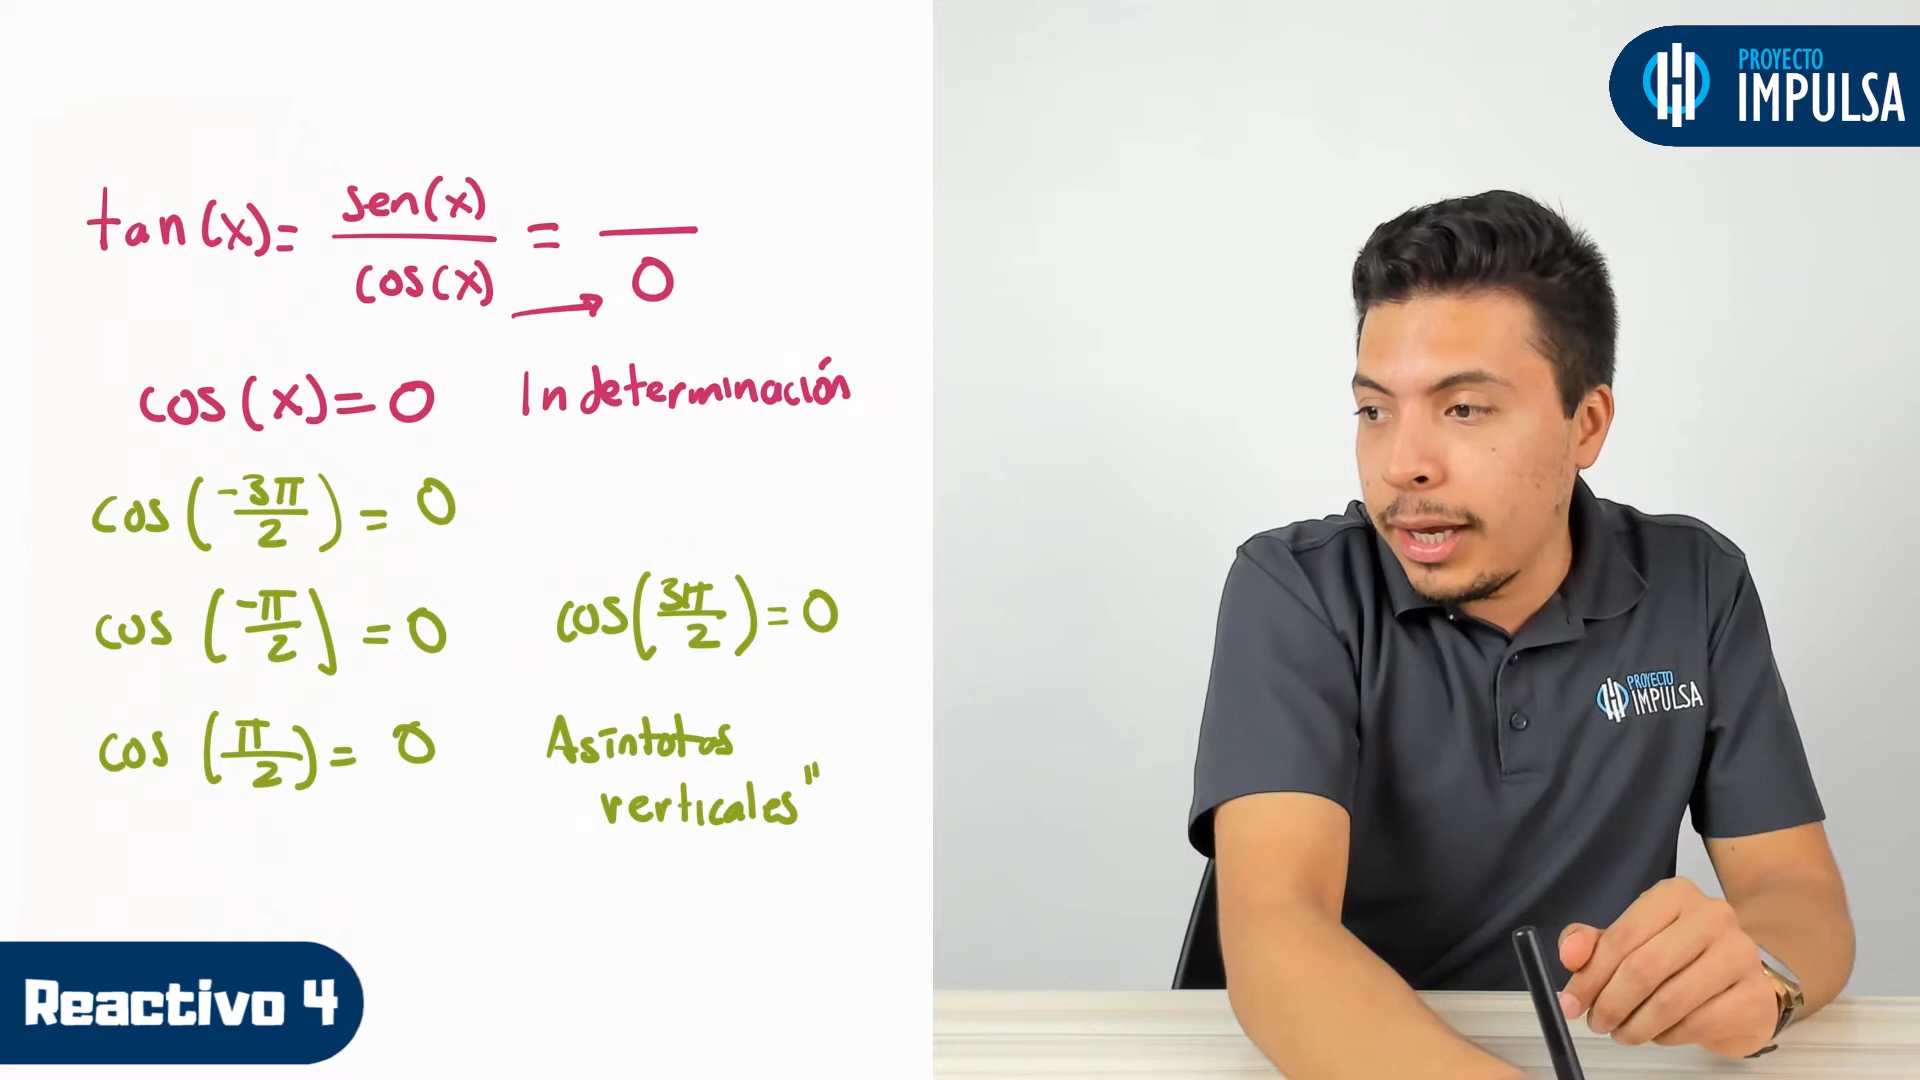 tan(x) = sen(x)/cos(x) = /0
cos(x) = 0 Indeterminación
cos(-3π/2) = 0
cos(-π/2) = 0
cos(π/2) = 0
cos(3π/2) = 0
Asíntotas
verticales"
Reactivo 4
PROYECTO
IMPULSA
PROYECTO
IMPULSA